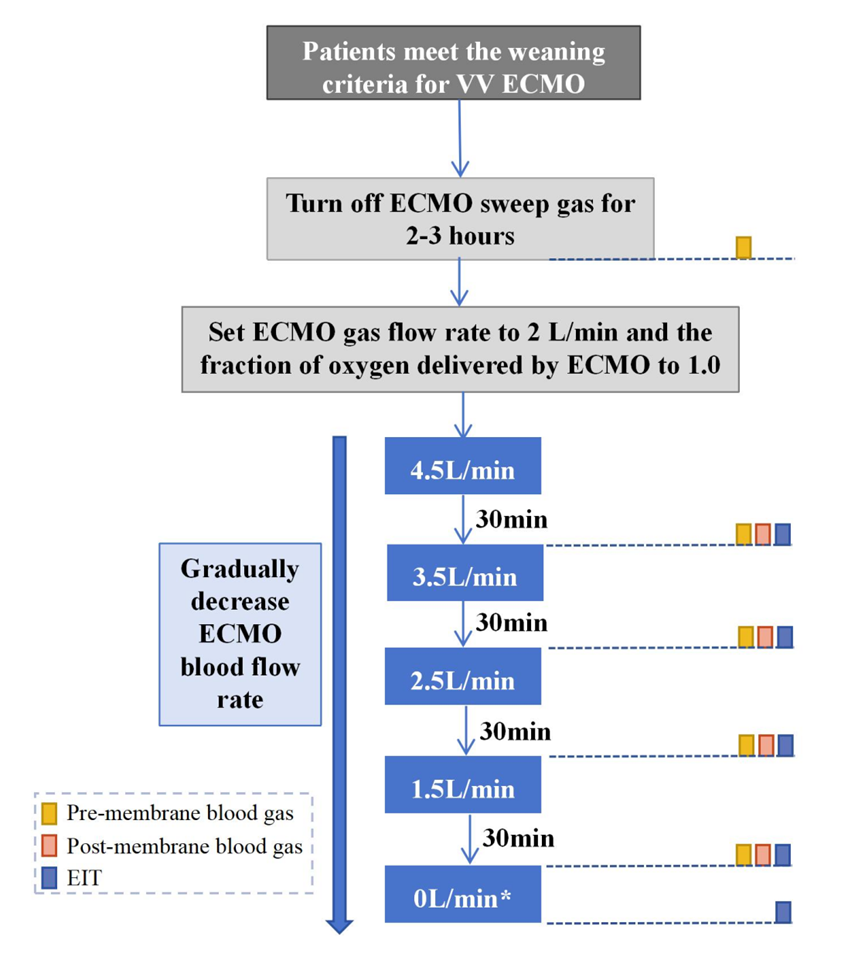 Patients meet the weaning
criteria for VV ECMO
Turn off ECMO sweep gas for
2-3 hours
Set ECMO gas flow rate to 2 L/min and the
fraction of oxygen delivered by ECMO to 1.0
4.5L/min
30min
3.5L/min
30min
2.5L/min
30min
1.5L/min
30min
0L/min*
Gradually
decrease
ECMO
blood flow
rate
Pre-membrane blood gas
Post-membrane blood gas
EIT